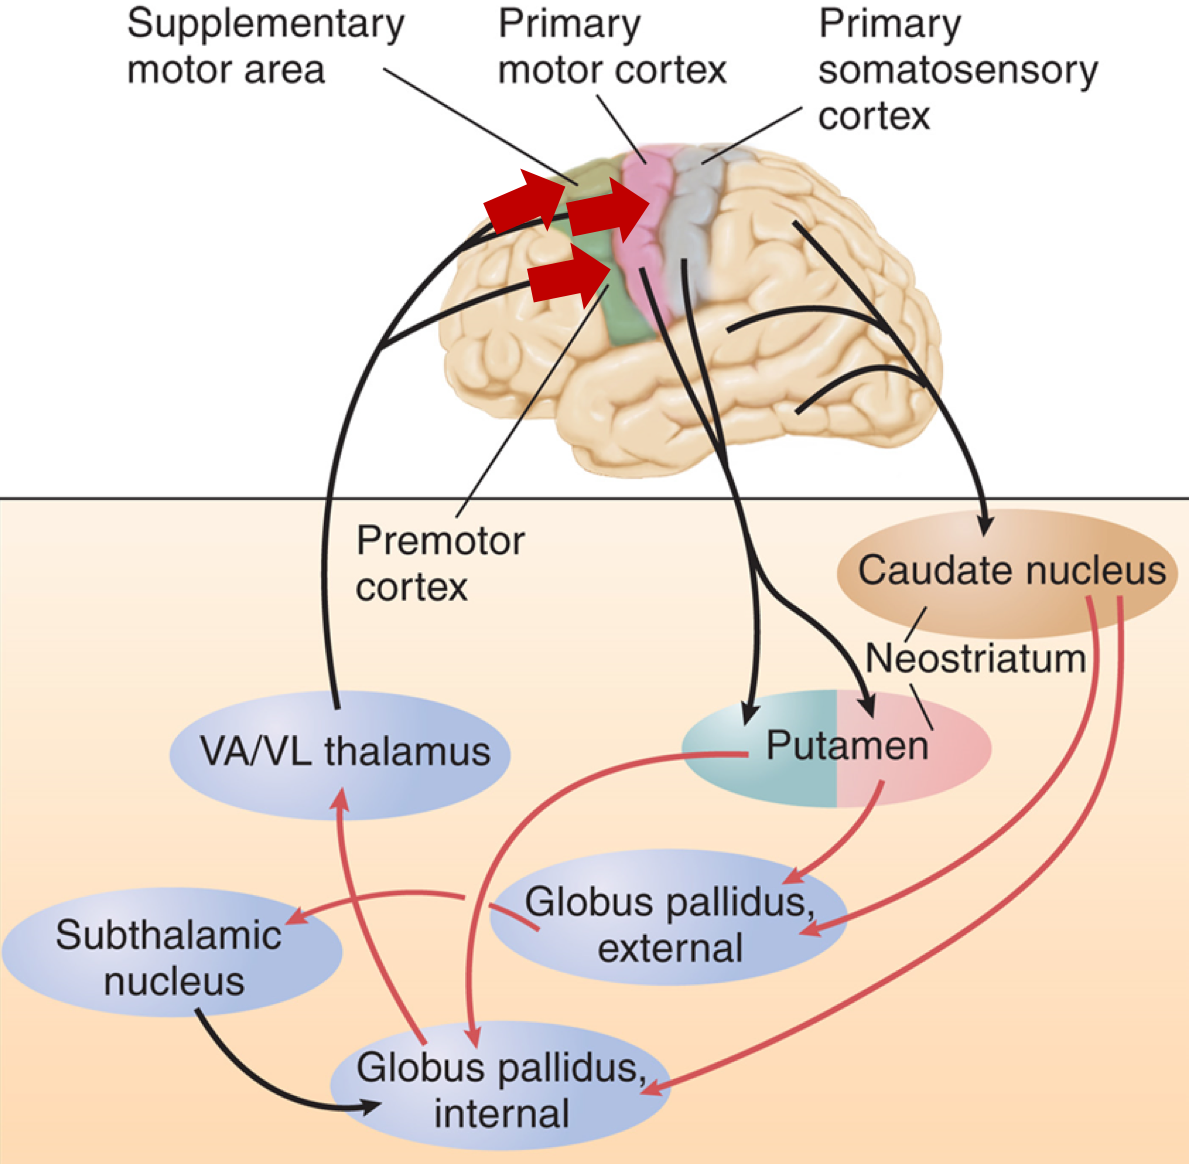 Supplementary
motor area
Primary
motor cortex
Primary
somatosensory
cortex
Premotor
cortex
Caudate nucleus
Neostriatum
VA/VL thalamus
Putamen
Globus pallidus,
external
Subthalamic
nucleus
Globus pallidus,
internal